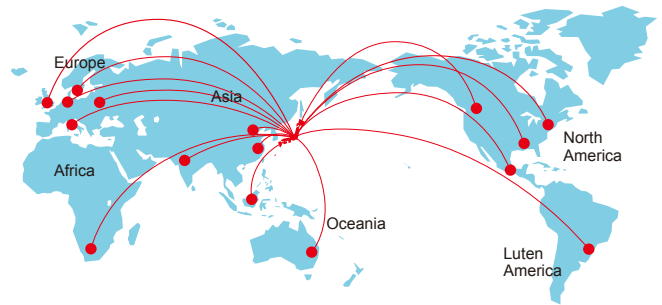 Europe
Asia
Africa
North
America
Oceania
Luten
America